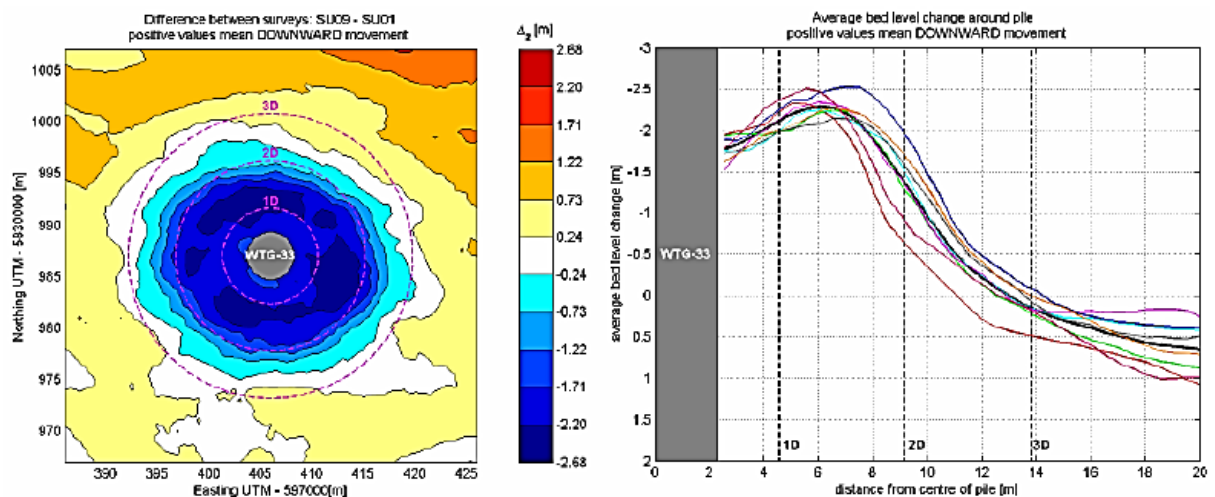 Difference between surveys: SU09 - SU01
positive values mean DOWNWARD movement
Northing UTM - 5930000 [m]
1005
1000
995
990
985
980
975
970
3D
2D
1D
WTG-33
390
395
400
405
410
415
420
425
Easting UTM - 597000[m]
Δz [m]
2.68
2.20
1.71
1.22
0.73
0.24
-0.24
-0.73
-1.22
-1.71
-2.20
-2.68
Average bed level change around pile
positive values mean DOWNWARD movement
average bed level change [m]
-3
-2.5
-2
-1.5
-1
-0.5
0
0.5
1
1.5
2
WTG-33
1D
2D
3D
0
2
4
6
8
10
12
14
16
18
20
distance from centre of pile [m]